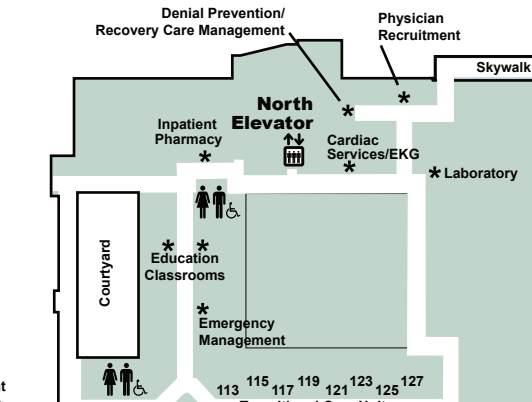 Denial Prevention/
Recovery Care Management
Physician
Recruitment
Skywalk
North
Elevator
Inpatient
Pharmacy
Cardiac
Services/EKG
Laboratory
Courtyard
Education
Classrooms
Emergency
Management
113 115 117 119 121 123 125 127